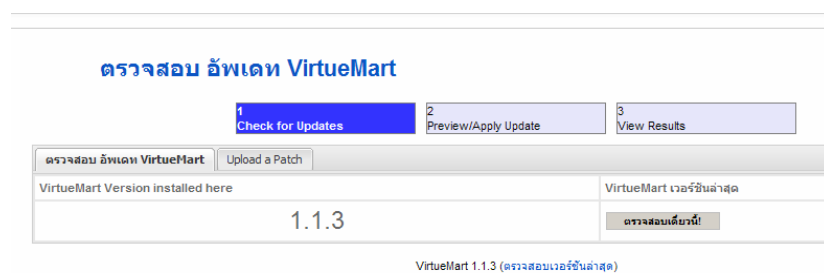 ตรวจสอบ อัพเดท VirtueMart
1
Check for Updates
2
Preview/Apply Update
3
View Results
ตรวจสอบ อัพเดท VirtueMart
Upload a Patch
VirtueMart Version installed here
VirtueMart เวอร์ชันล่าสุด
1.1.3
ตรวจสอบเดี๋ยวนี้!
VirtueMart 1.1.3 (ตรวจสอบเวอร์ชันล่าสุด)